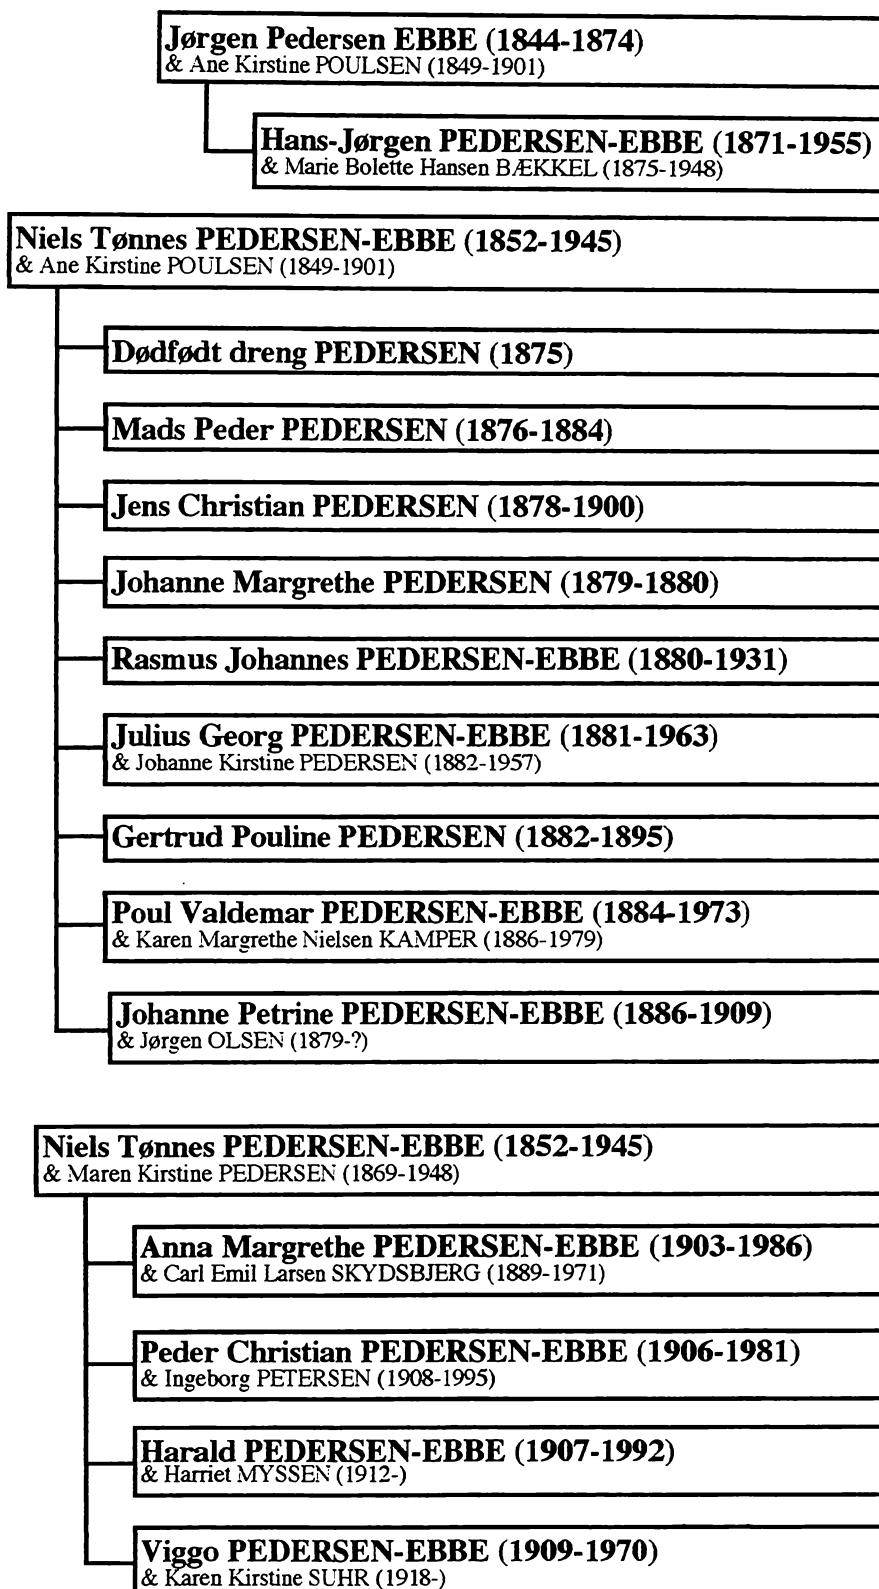 Jørgen Pedersen EBBE (1844-1874)
& Ane Kirstine POULSEN (1849-1901)
Hans-Jørgen PEDERSEN-EBBE (1871-1955)
& Marie Bolette Hansen BÆKKEL (1875-1948)
Niels Tønnes PEDERSEN-EBBE (1852-1945)
& Ane Kirstine POULSEN (1849-1901)
Dødfødt dreng PEDERSEN (1875)
Mads Peder PEDERSEN (1876-1884)
Jens Christian PEDERSEN (1878-1900)
Johanne Margrethe PEDERSEN (1879-1880)
Rasmus Johannes PEDERSEN-EBBE (1880-1931)
Julius Georg PEDERSEN-EBBE (1881-1963)
& Johanne Kirstine PEDERSEN (1882-1957)
Gertrud Pouline PEDERSEN (1882-1895)
Poul Valdemar PEDERSEN-EBBE (1884-1973)
& Karen Margrethe Nielsen KAMPER (1886-1979)
Johanne Petrine PEDERSEN-EBBE (1886-1909)
& Jørgen OLSEN (1879-?)
Niels Tønnes PEDERSEN-EBBE (1852-1945)
& Maren Kirstine PEDERSEN (1869-1948)
Anna Margrethe PEDERSEN-EBBE (1903-1986)
& Carl Emil Larsen SKYDSBJERG (1889-1971)
Peder Christian PEDERSEN-EBBE (1906-1981)
& Ingeborg PETERSEN (1908-1995)
Harald PEDERSEN-EBBE (1907-1992)
& Harriet MYSSEN (1912-)
Viggo PEDERSEN-EBBE (1909-1970)
& Karen Kirstine SUHR (1918-)